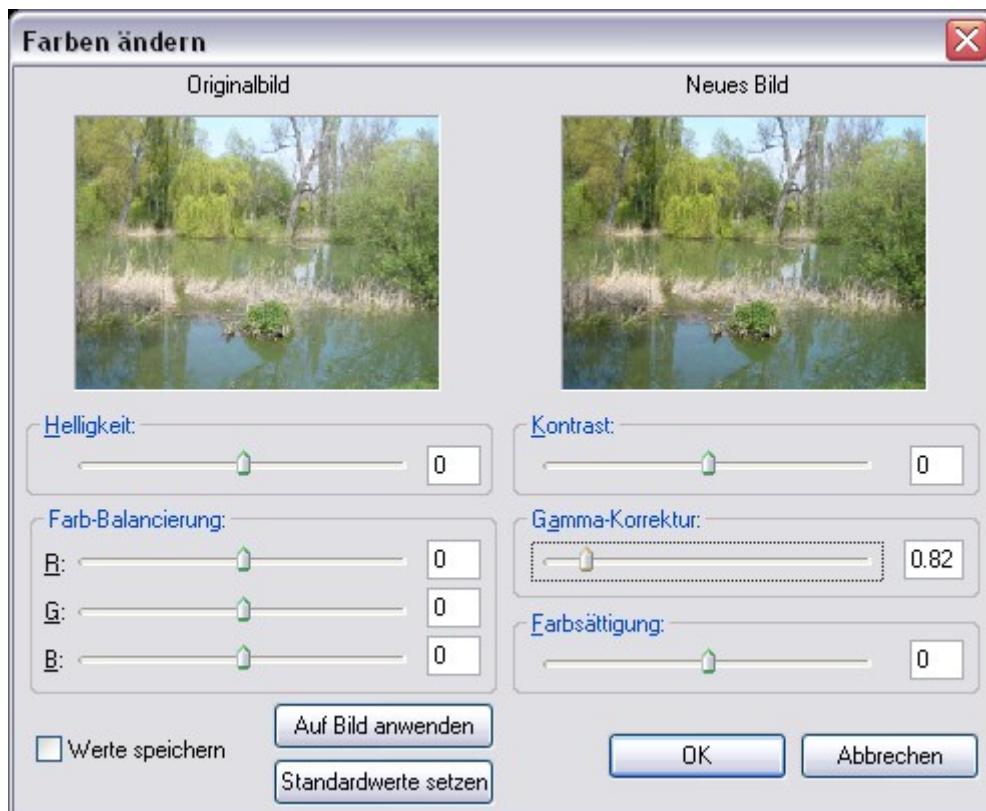 Farben ändern
Originalbild
Neues Bild
Helligkeit:
0
Kontrast:
0
Farb-Balancierung:
R:
0
G:
0
B:
0
Gamma-Korrektur:
0.82
Farbsättigung:
0
Werte speichern
Auf Bild anwenden
Standardwerte setzen
OK
Abbrechen